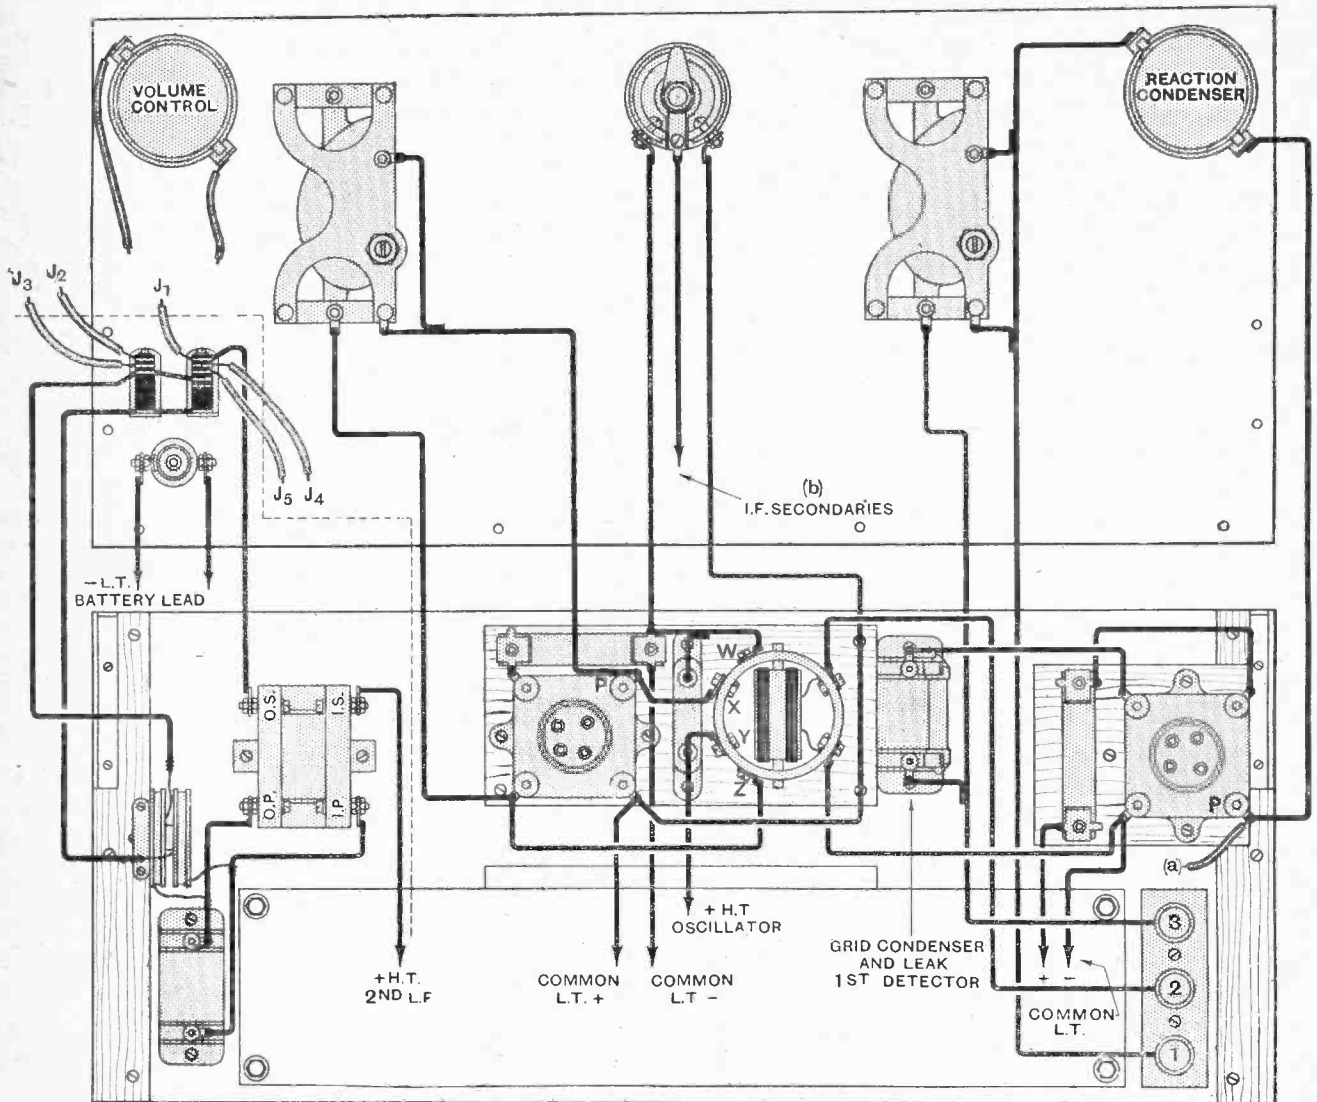 VOLUME
CONTROL
REACTION
CONDENSER
J3
J2
J1
J5
J4
(b)
I.F. SECONDARIES
– L.T.
BATTERY LEAD
O.S.
I.S.
O.P.
I.P.
P
W
X
Y
Z
P
(a)
+ H.T
OSCILLATOR
+ H.T.
2ND L.F
COMMON
L.T. +
COMMON
L.T –
GRID CONDENSER
AND LEAK
1ST DETECTOR
+ –
COMMON
L.T.
3
2
1